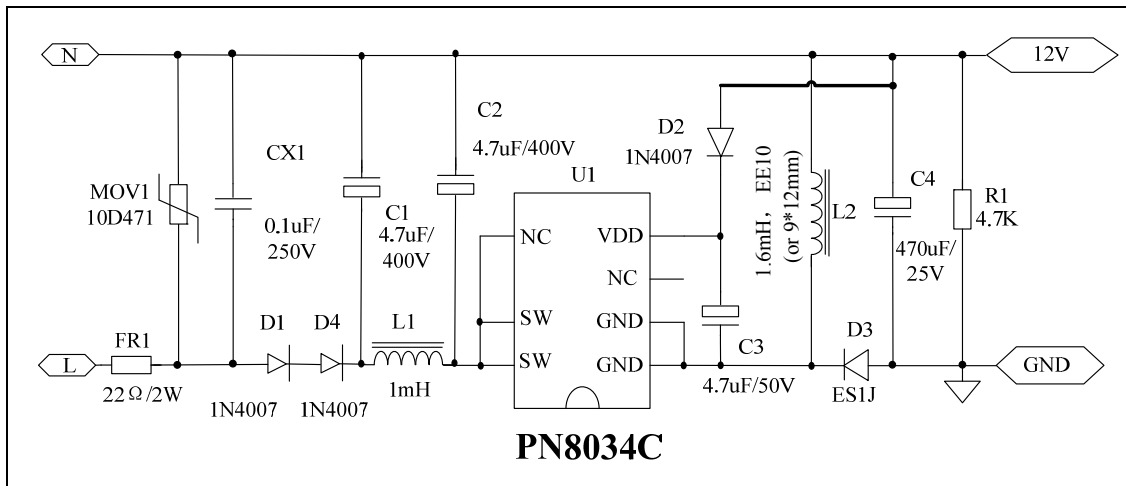 N
12V
C2
4.7uF/400V
D2
1N4007
CX1
U1
1.6mH, EE10
(or 9*12mm)
C4
MOV1
10D471
C1
4.7uF/
400V
0.1uF/
250V
NC
VDD
L2
R1
4.7K
470uF/
25V
NC
FR1
D1
D4
L1
SW
GND
C3
D3
L
SW
GND
GND
22Ω/2W
1N4007
1N4007
1mH
4.7uF/50V
ES1J
PN8034C